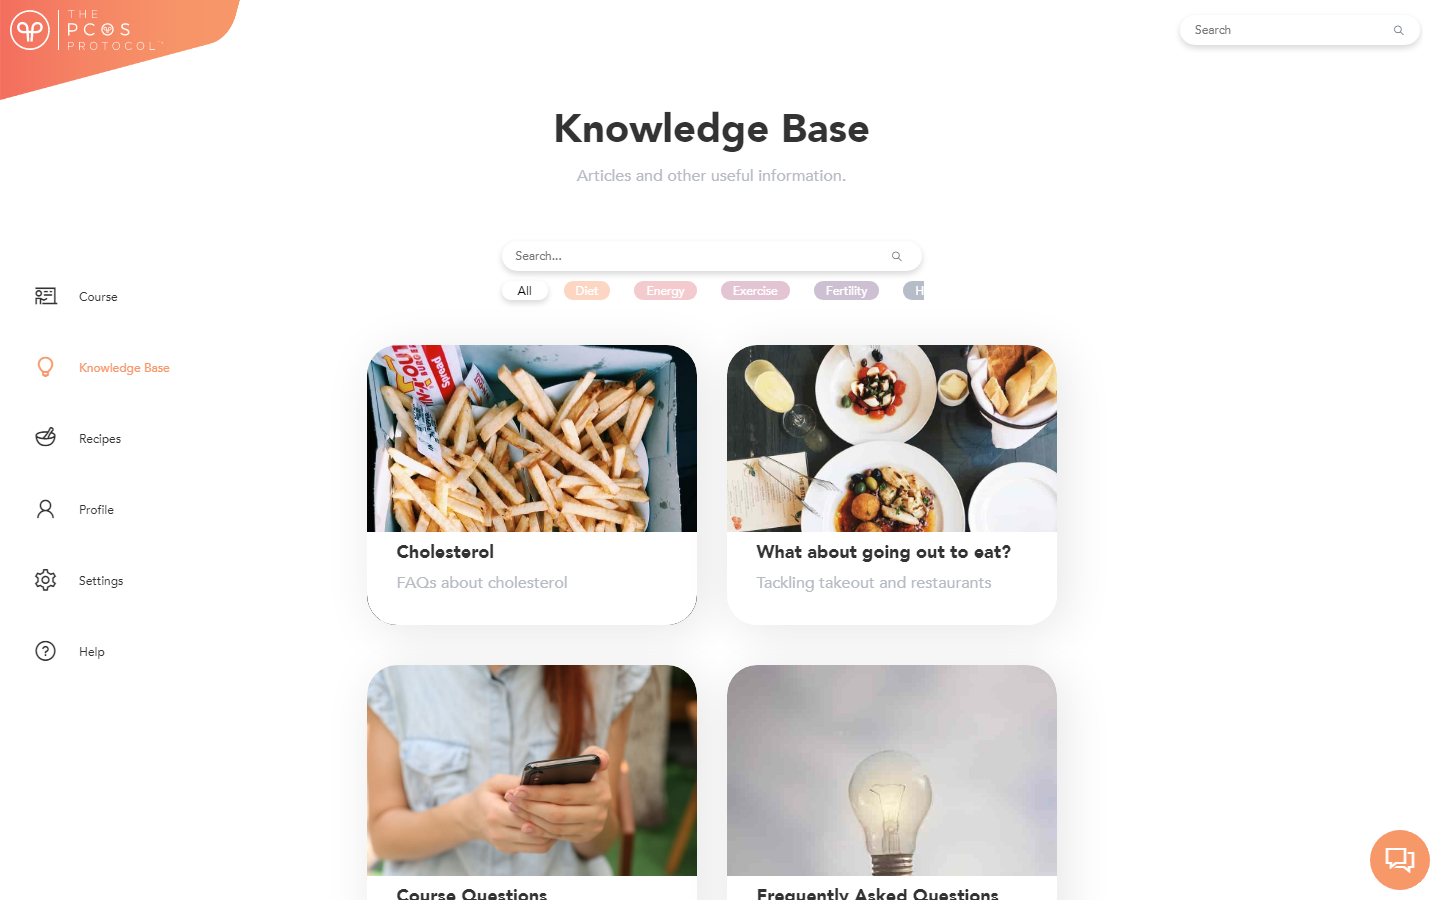 THE
PCOS
PROTOCOL
Search
Knowledge Base
Articles and other useful information.
Search...
All
Diet
Energy
Exercise
Fertility
H
Course
Knowledge Base
Recipes
Profile
Settings
Help
Spread
Cholesterol
FAQs about cholesterol
What about going out to eat?
Tackling takeout and restaurants
Course Questions
Frequently Asked Questions